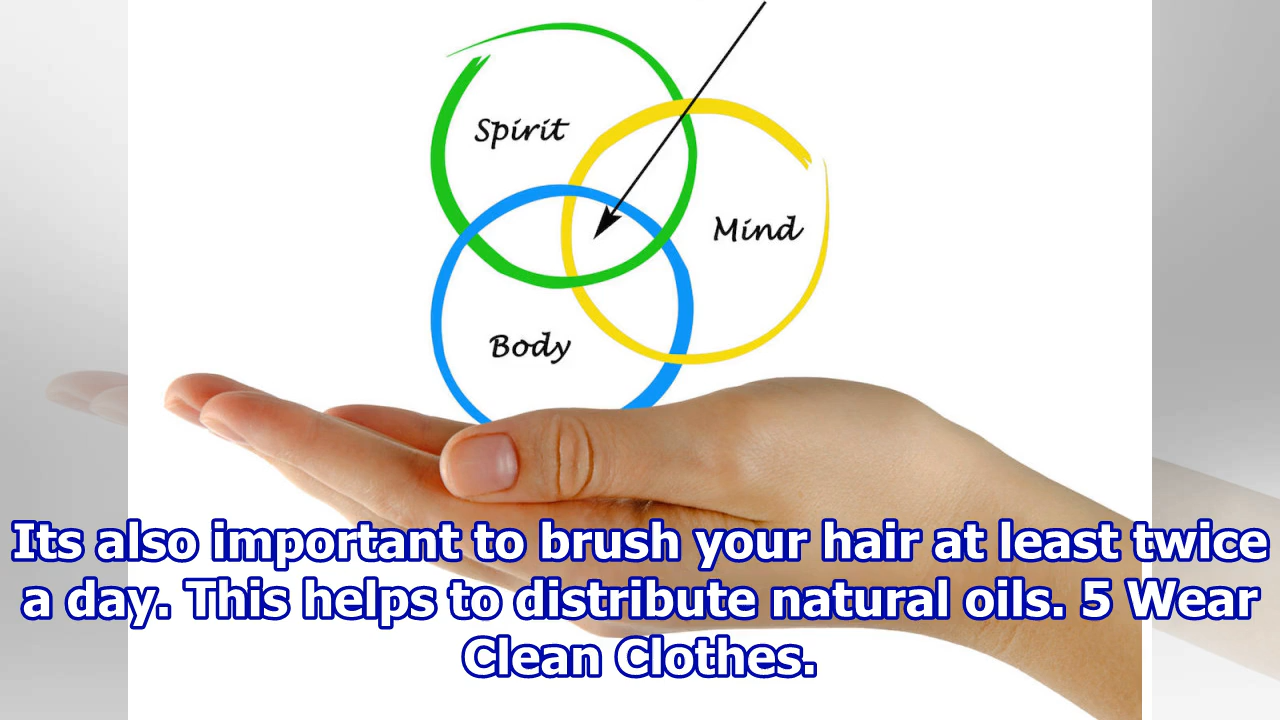 Spirit
Mind
Body
Its also important to brush your hair at least twice
a day. This helps to distribute natural oils. 5 Wear
Clean Clothes.